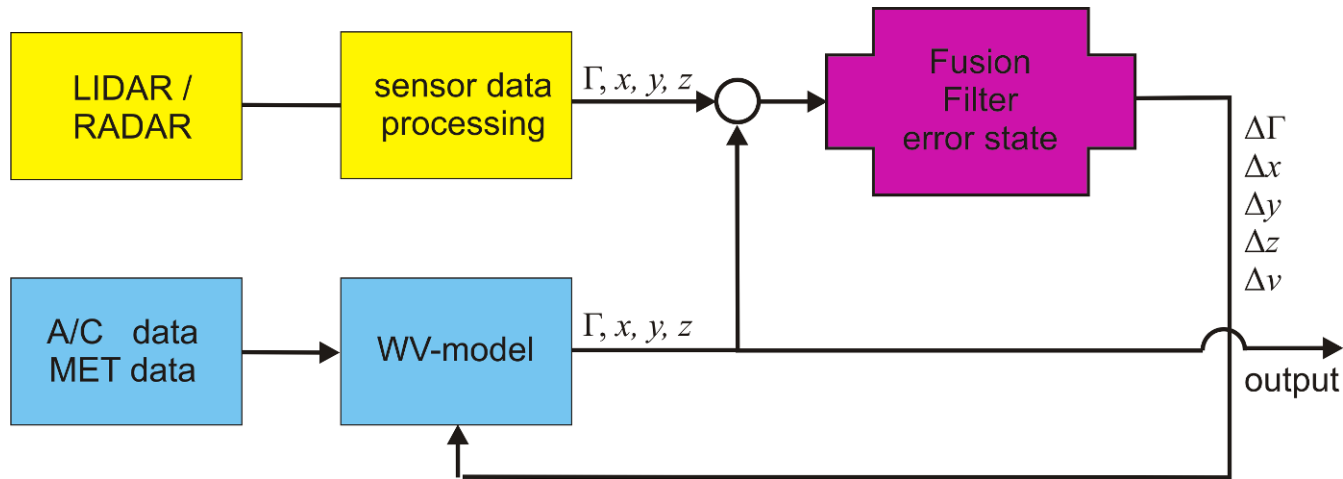 LIDAR /
RADAR
sensor data
processing
Γ, x, y, z
Fusion
Filter
error state
ΔΓ
Δx
Δy
Δz
Δv
A/C data
MET data
WV-model
Γ, x, y, z
output